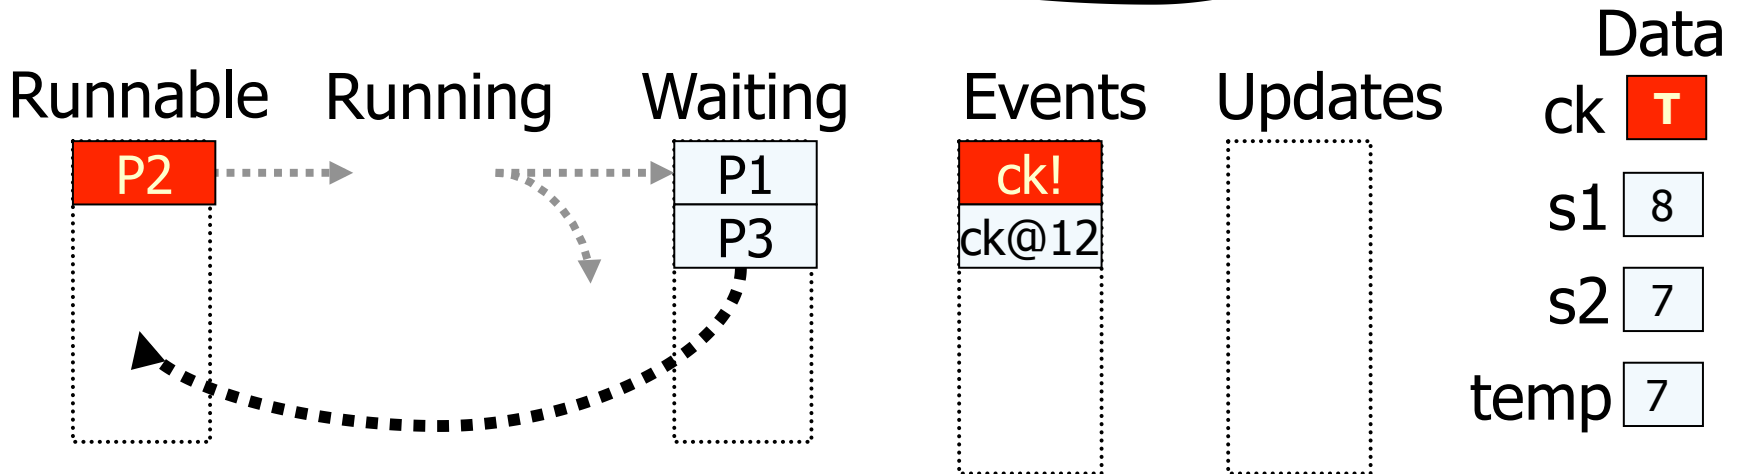 Data
Runnable Running Waiting Events Updates
ck T
P2 P1 ck!
s1 8
P3 ck@12
s2 7
temp 7